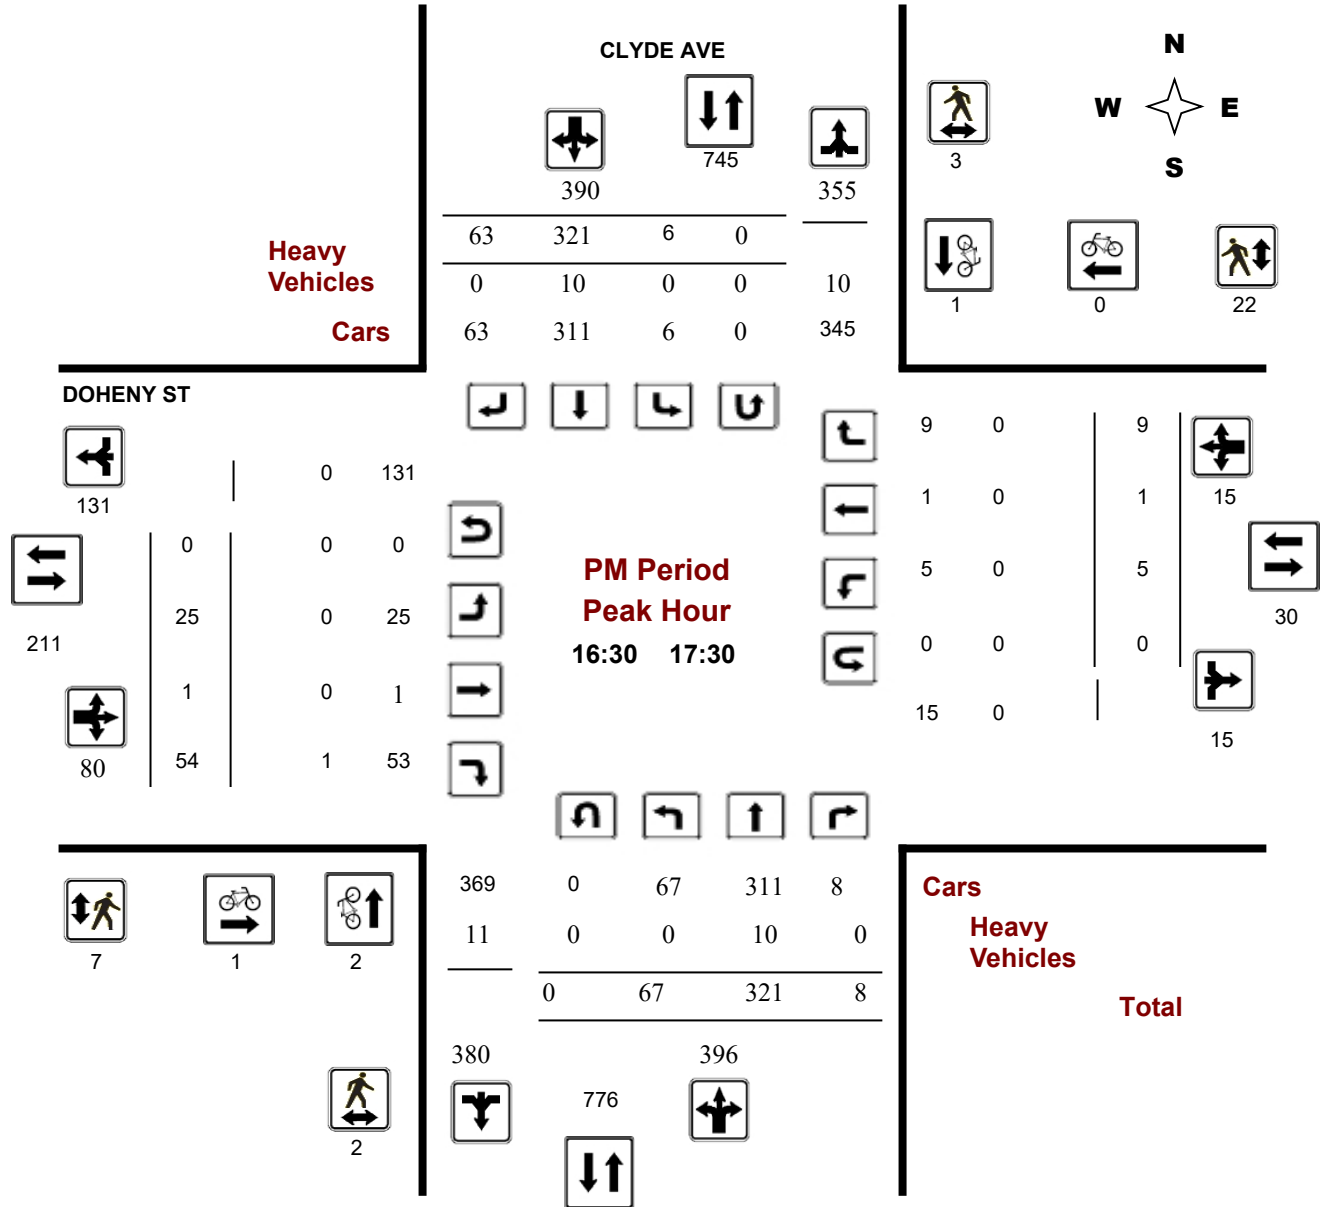 CLYDE AVE
N
W E
S
745
3
390 355
63 321 6 0
Heavy
Vehicles
0 10 0 0 10
Cars
63 311 6 0 345
1 0 22
DOHENY ST
9 0 9
0 131
131
1 0 1 15
0 0 0
PM Period
5 0 5
Peak Hour
25 0 25
30
211
16:30 17:30
0 0 0
1 0 1
15 0
15
54 1 53
80
369 0 67 311 8
Cars
11 0 0 10 0
Heavy
Vehicles
7 1 2
0 67 321 8
Total
380 396
776
2